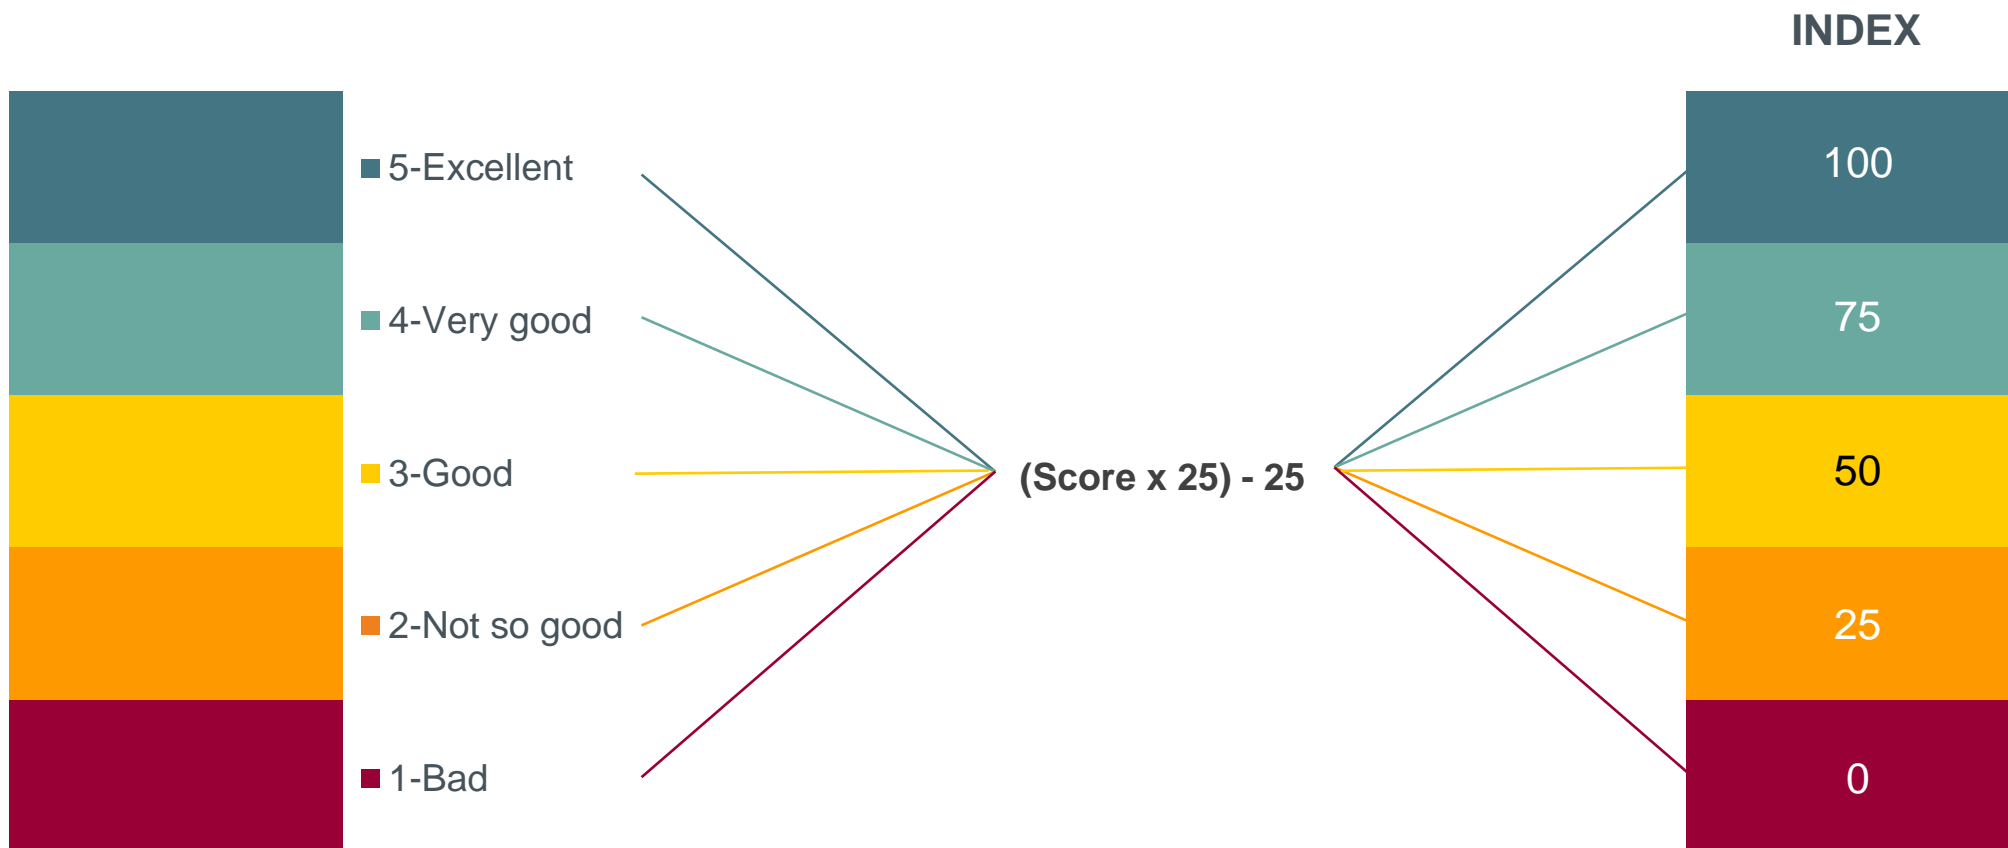 INDEX
5-Excellent
100
4-Very good
75
3-Good
(Score x 25) - 25
50
2-Not so good
25
1-Bad
0